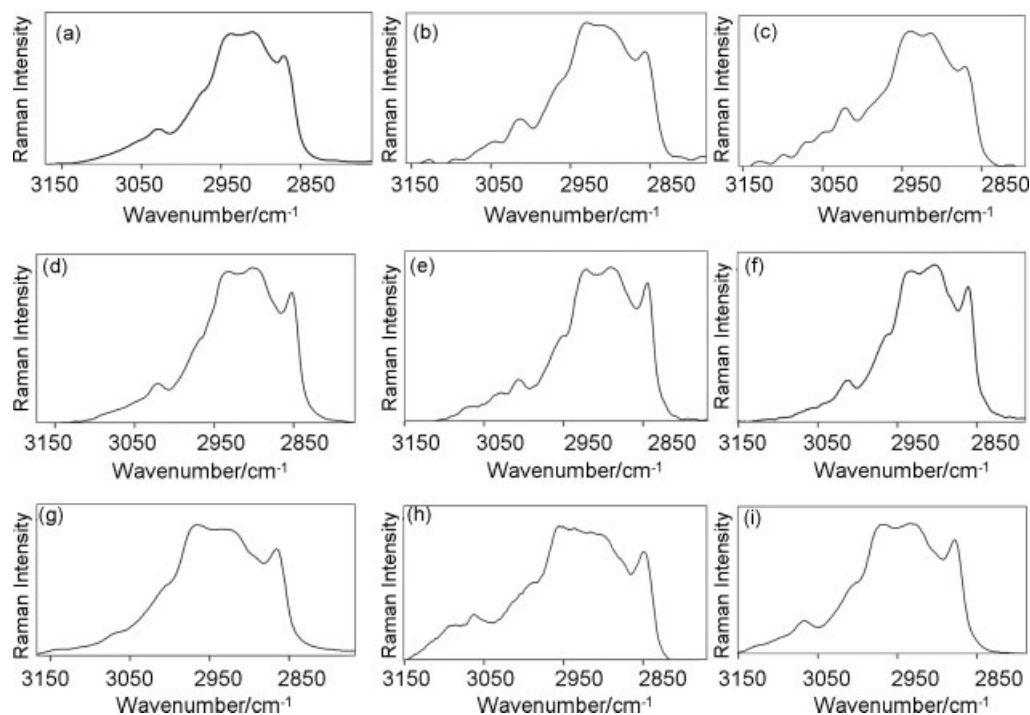 (a)
Raman Intensity
3150 3050 2950 2850
Wavenumber/cm⁻¹
(b)
Raman Intensity
3150 3050 2950 2850
Wavenumber/cm⁻¹
(c)
Raman Intensity
3150 3050 2950 2850
Wavenumber/cm⁻¹
(d)
Raman Intensity
3150 3050 2950 2850
Wavenumber/cm⁻¹
(e)
Raman Intensity
3150 3050 2950 2850
Wavenumber/cm⁻¹
(f)
Raman Intensity
3150 3050 2950 2850
Wavenumber/cm⁻¹
(g)
Raman Intensity
3150 3050 2950 2850
Wavenumber/cm⁻¹
(h)
Raman Intensity
3150 3050 2950 2850
Wavenumber/cm⁻¹
(i)
Raman Intensity
3150 3050 2950 2850
Wavenumber/cm⁻¹